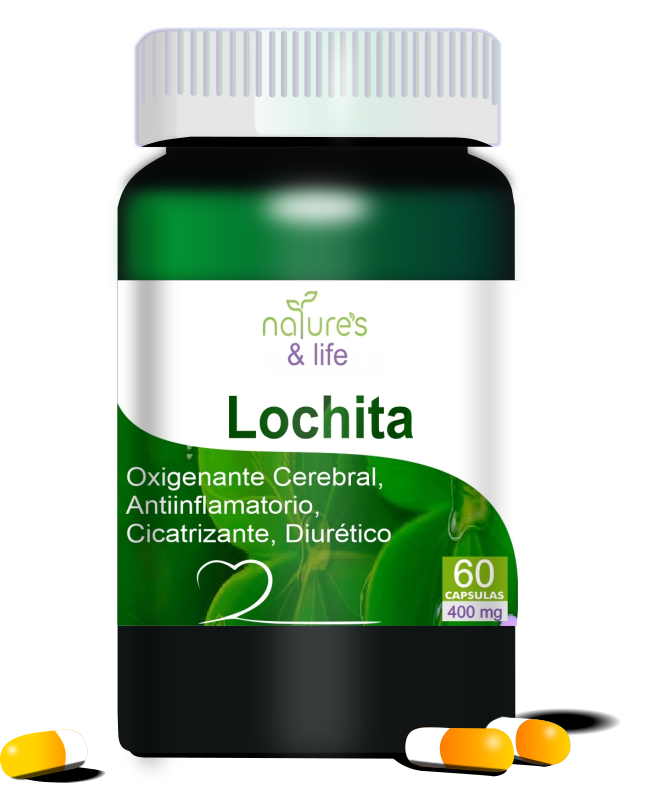 nature's
& life
Lochita
Oxigenante Cerebral,
Antiinflamatorio,
Cicatrizante, Diurético
60
CAPSULAS
400 mg